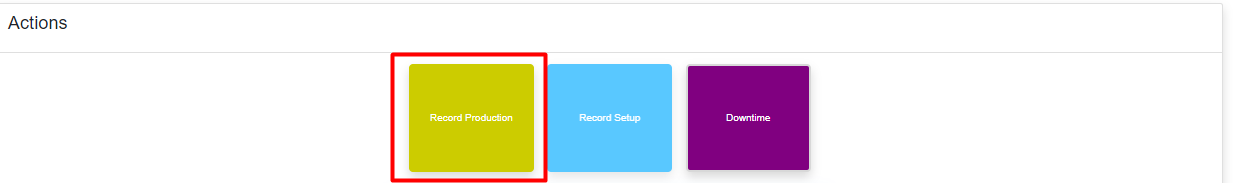 Actions
Record Production
Record Setup
Downtime